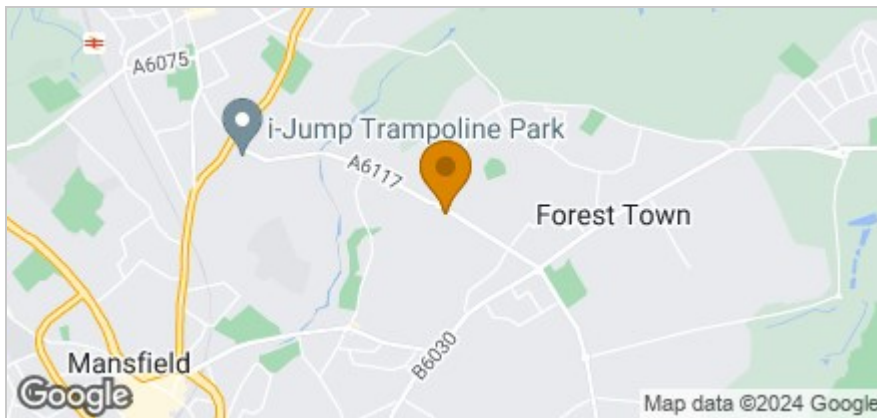 A6075
i-Jump Trampoline Park
A6117
Forest Town
B6030
Mansfield
Google
Map data ©2024 Google